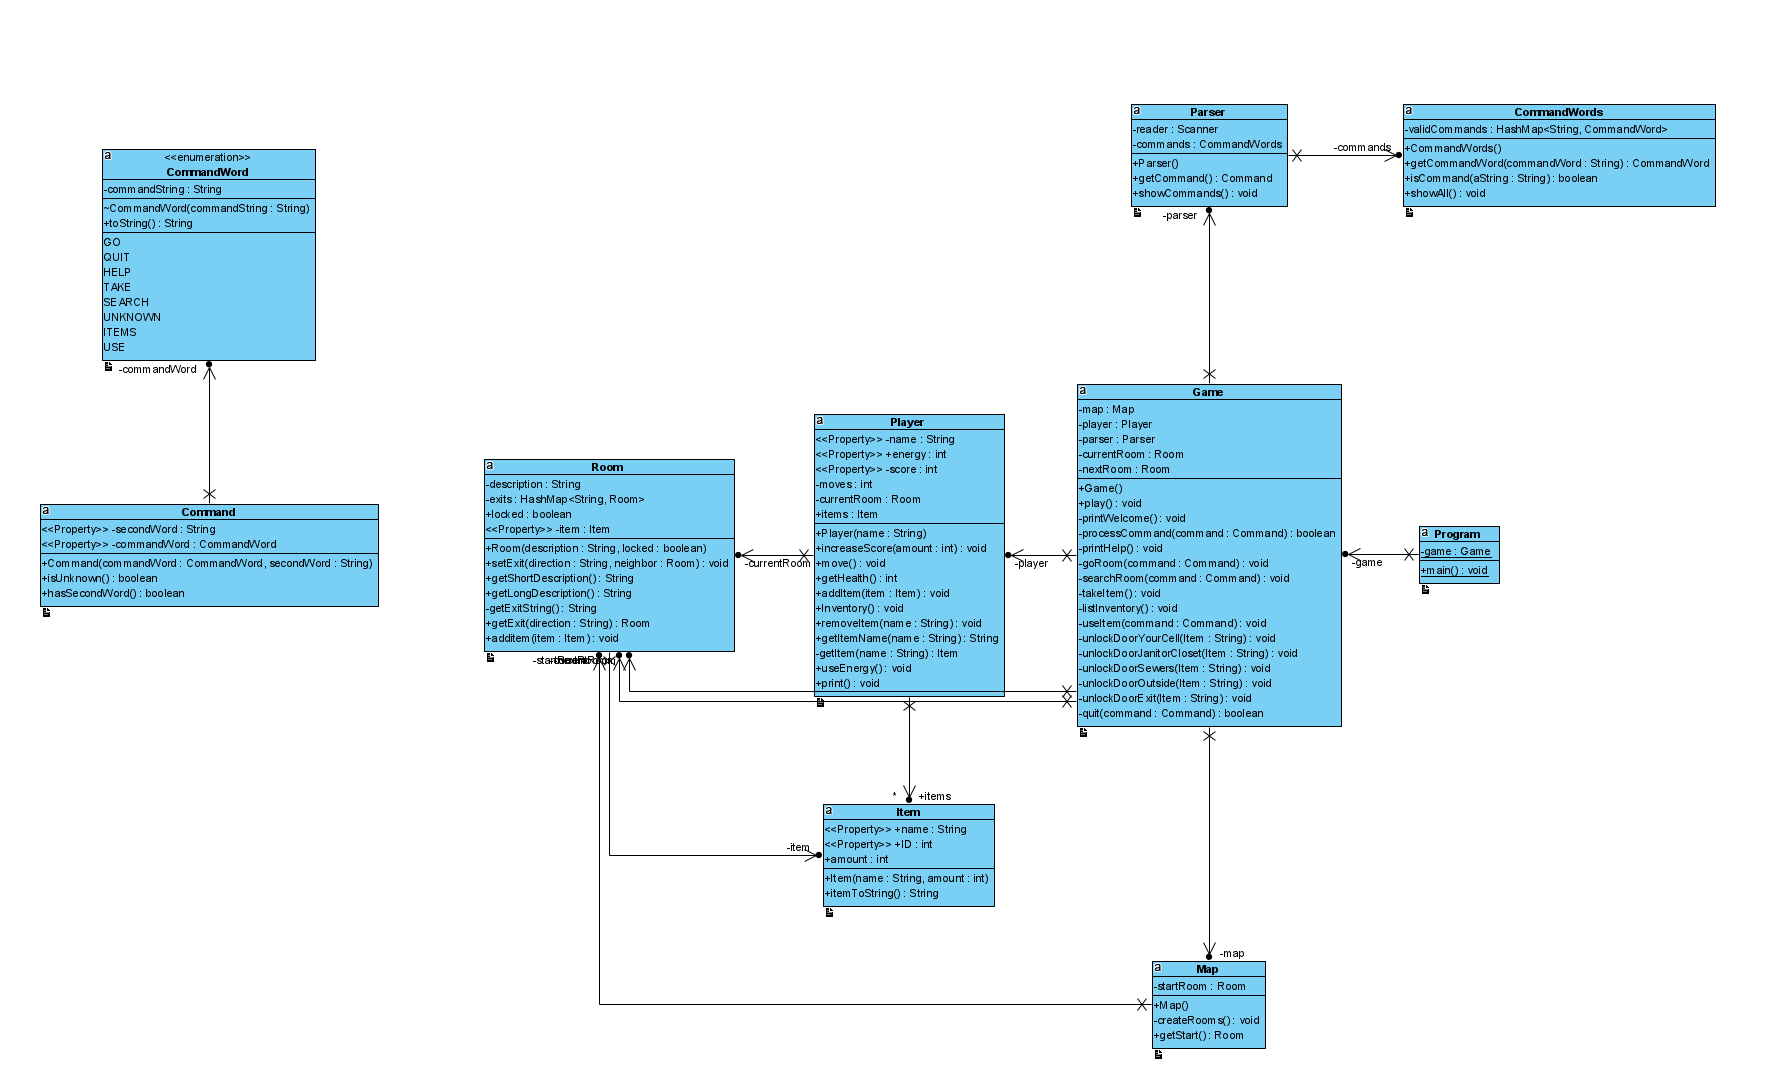 a
<<enumeration>>
CommandWord
-commandString : String
~CommandWord(commandString : String)
+toString() : String
GO
QUIT
HELP
TAKE
SEARCH
UNKNOWN
ITEMS
USE
-commandWord
a
Command
<<Property>> -secondWord : String
<<Property>> -commandWord : CommandWord
+Command(commandWord : CommandWord, secondWord : String)
+isUnknown() : boolean
+hasSecondWord() : boolean
a
Parser
-reader : Scanner
-commands : CommandWords
+Parser()
+getCommand() : Command
+showCommands() : void
-commands
-parser
a
CommandWords
-validCommands : HashMap<String, CommandWord>
+CommandWords()
+getCommandWord(commandWord : String) : CommandWord
+isCommand(aString : String) : boolean
+showAll() : void
a
Room
-description : String
-exits : HashMap<String, Room>
+locked : boolean
<<Property>> -item : Item
+Room(description : String, locked : boolean)
+setExit(direction : String, neighbor : Room) : void
+getShortDescription() : String
+getLongDescription() : String
-getExitString() : String
+getExit(direction : String) : Room
+additem(item : Item) : void
-currentRoom
a
Player
<<Property>> -name : String
<<Property>> +energy : int
<<Property>> -score : int
-moves : int
-currentRoom : Room
+items : Item
+Player(name : String)
+increaseScore(amount : int) : void
+move() : void
+getHealth() : int
+addItem(item : Item) : void
+Inventory() : void
+removeItem(name : String) : void
+getItemName(name : String) : String
-getItem(name : String) : Item
+useEnergy() : void
+print() : void
-player
a
Game
-map : Map
-player : Player
-parser : Parser
-currentRoom : Room
-nextRoom : Room
+Game()
+play() : void
-printWelcome() : void
-processCommand(command : Command) : boolean
-printHelp() : void
-goRoom(command : Command) : void
-searchRoom(command : Command) : void
-takeItem() : void
-listInventory() : void
-useItem(command : Command) : void
-unlockDoorYourCell(Item : String) : void
-unlockDoorJanitorCloset(Item : String) : void
-unlockDoorSewers(Item : String) : void
-unlockDoorOutside(Item : String) : void
-unlockDoorExit(Item : String) : void
-quit(command : Command) : boolean
-game
a
Program
-game : Game
+main() : void
* +items
-item
a
Item
<<Property>> +name : String
<<Property>> +ID : int
+amount : int
+Item(name : String, amount : int)
+itemToString() : String
-map
a
Map
-startRoom : Room
+Map()
-createRooms() : void
+getStart() : Room